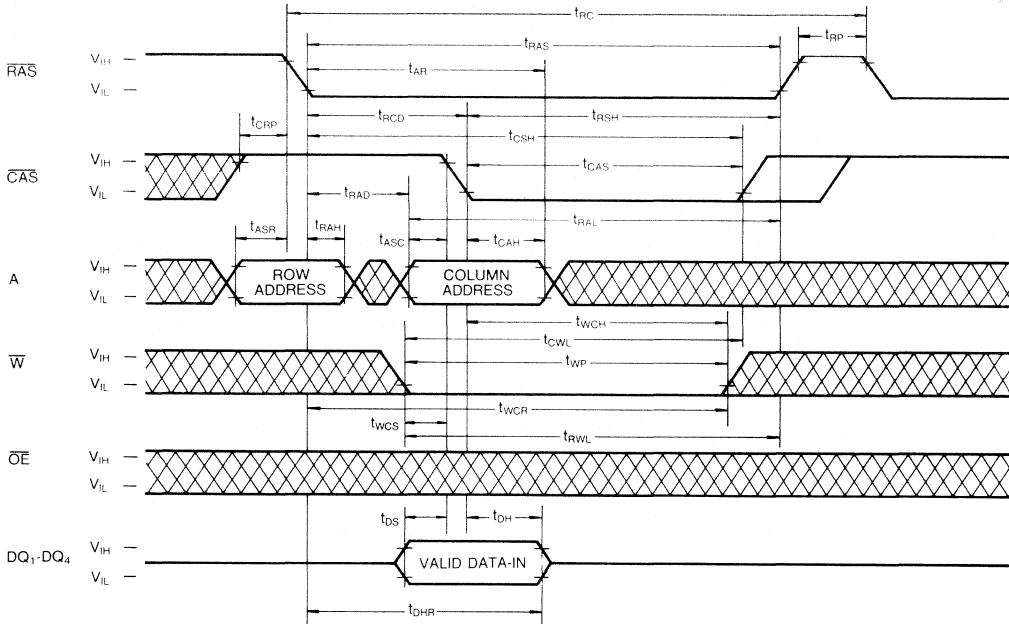 tRC
tRAS
tRP
RAS
VIH
VIL
tAR
tRCD
tRSH
tCRP
tCSH
CAS
VIH
VIL
tCAS
tRAD
tRAL
tASR
tRAH
tASC
tCAH
A
VIH
VIL
ROW ADDRESS
COLUMN ADDRESS
tWCH
tCWL
tWP
W
VIH
VIL
tWCR
tWCS
tRWL
OE
VIH
VIL
tDS
tDH
DQ1-DQ4
VIH
VIL
VALID DATA-IN
tDHR